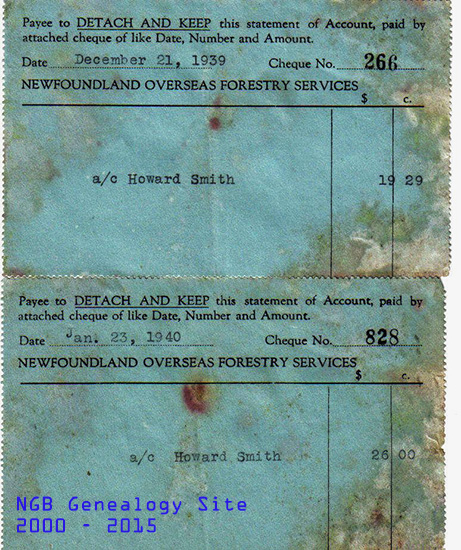 Payee to DETACH AND KEEP this statement of Account, paid by
attached cheque of like Date, Number and Amount.
Date December 21, 1939 Cheque No. 266
NEWFOUNDLAND OVERSEAS FORESTRY SERVICES
$ c.
a/c Howard Smith 19 29
Payee to DETACH AND KEEP this statement of Account, paid by
attached cheque of like Date, Number and Amount.
Date Jan. 23, 1940 Cheque No. 828
NEWFOUNDLAND OVERSEAS FORESTRY SERVICES
$ c.
a/c Howard Smith 26 00
NGB Genealogy Site
2000 - 2015